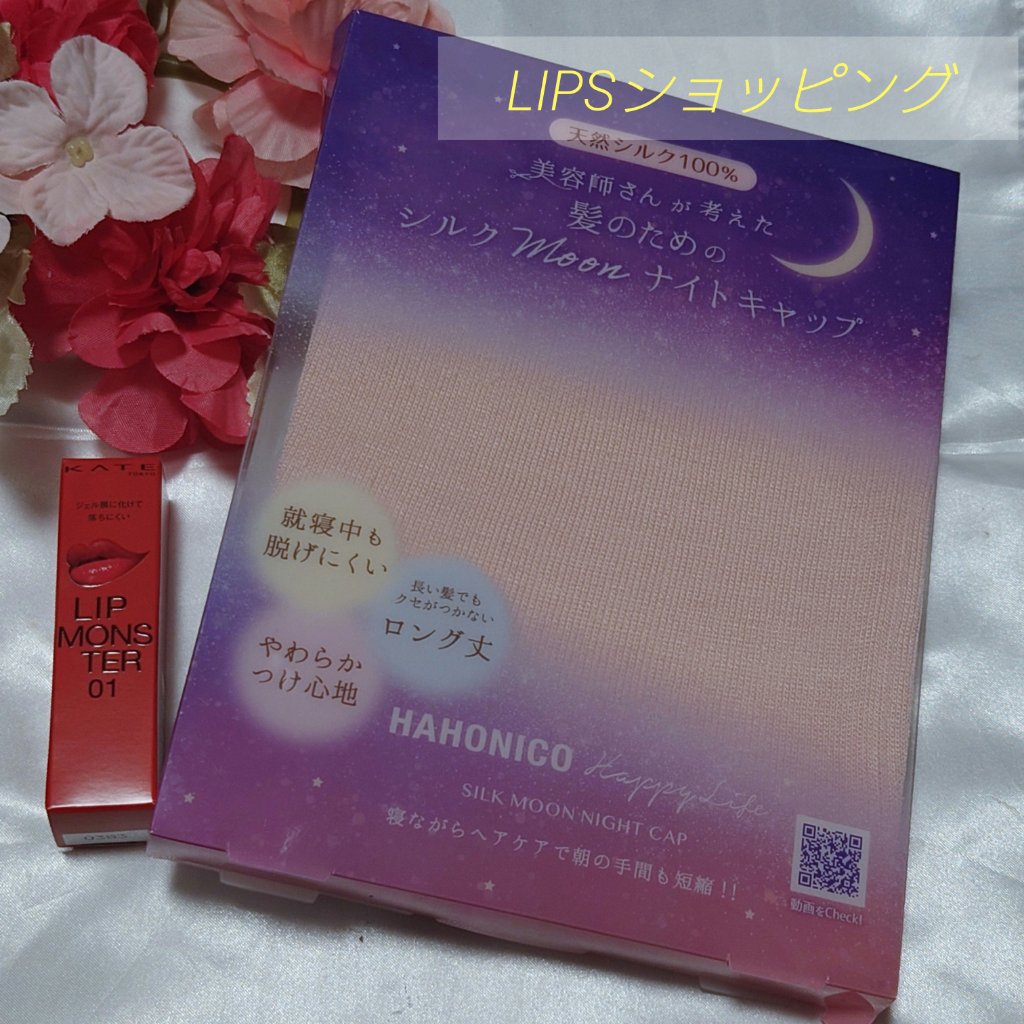 LIPSショッピング
天然シルク100%
美容師さんが考えた
髪のための
シルクMoonナイトキャップ
就寝中も
脱げにくい
長い髪でも
クセがつかない
ロング丈
やわらか
つけ心地
HAHONICO Happy Life
SILK MOON NIGHT CAP
寝ながらヘアケアで朝の手間も短縮!!
動画をCheck!
KATE
TOKYO
ジェル膜に化けて
落ちにくい
LIP
MONS
TER
01